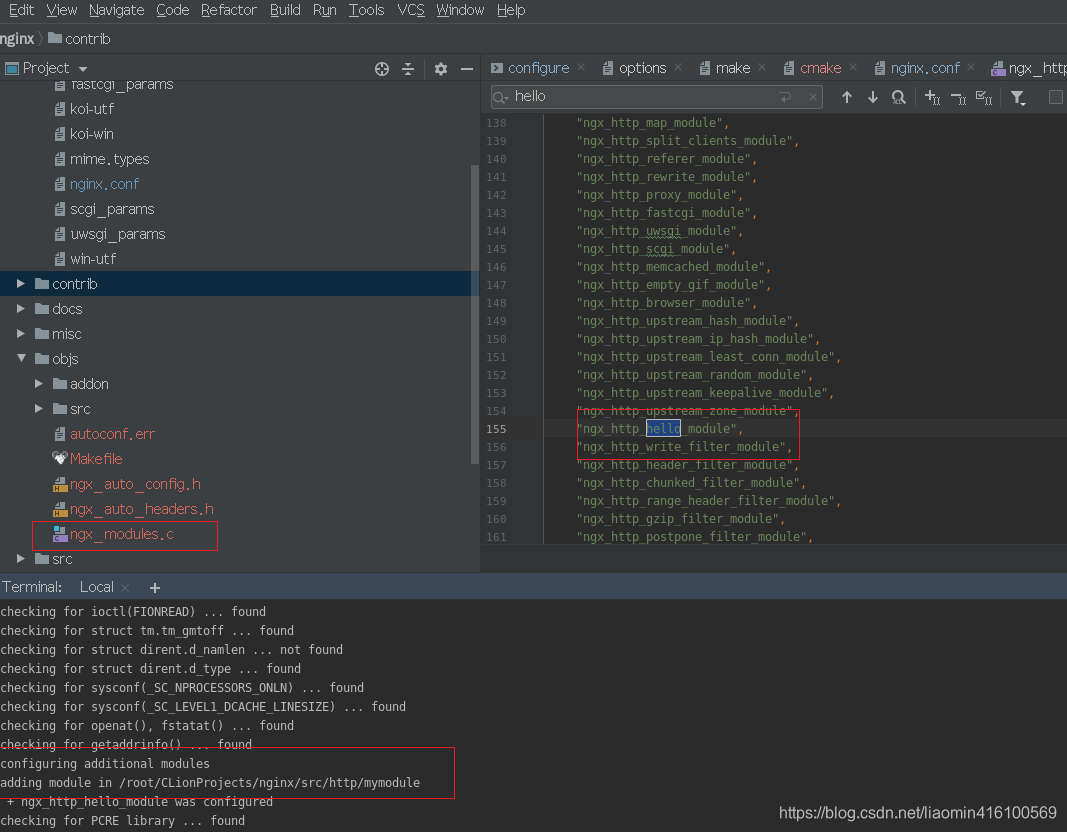 Edit View Navigate Code Refactor Build Run Tools VCS Window Help
nginx contrib
Project
fastcgi_params
koi-utf
koi-win
mime.types
nginx.conf
scgi_params
uwsgi_params
win-utf
contrib
docs
misc
objs
addon
src
autoconf.err
Makefile
ngx_auto_config.h
ngx_auto_headers.h
ngx_modules.c
src
configure options make cmake nginx.conf ngx_http
hello
138 "ngx_http_map_module",
139 "ngx_http_split_clients_module",
140 "ngx_http_referer_module",
141 "ngx_http_rewrite_module",
142 "ngx_http_proxy_module",
143 "ngx_http_fastcgi_module",
144 "ngx_http_uwsgi_module",
145 "ngx_http_scgi_module",
146 "ngx_http_memcached_module",
147 "ngx_http_empty_gif_module",
148 "ngx_http_browser_module",
149 "ngx_http_upstream_hash_module",
150 "ngx_http_upstream_ip_hash_module",
151 "ngx_http_upstream_least_conn_module",
152 "ngx_http_upstream_random_module",
153 "ngx_http_upstream_keepalive_module",
154 "ngx_http_upstream_zone_module",
155 "ngx_http_hello_module",
156 "ngx_http_write_filter_module",
157 "ngx_http_header_filter_module",
158 "ngx_http_chunked_filter_module",
159 "ngx_http_range_header_filter_module",
160 "ngx_http_gzip_filter_module",
161 "ngx_http_postpone_filter_module",
Terminal: Local +
checking for ioctl(FIONREAD) ... found
checking for struct tm.tm_gmtoff ... found
checking for struct dirent.d_namlen ... not found
checking for struct dirent.d_type ... found
checking for sysconf(_SC_NPROCESSORS_ONLN) ... found
checking for sysconf(_SC_LEVEL1_DCACHE_LINESIZE) ... found
checking for openat(), fstatat() ... found
checking for getaddrinfo() ... found
configuring additional modules
adding module in /root/CLionProjects/nginx/src/http/mymodule
+ ngx_http_hello_module was configured
checking for PCRE library ... found
https://blog.csdn.net/liaomin416100569